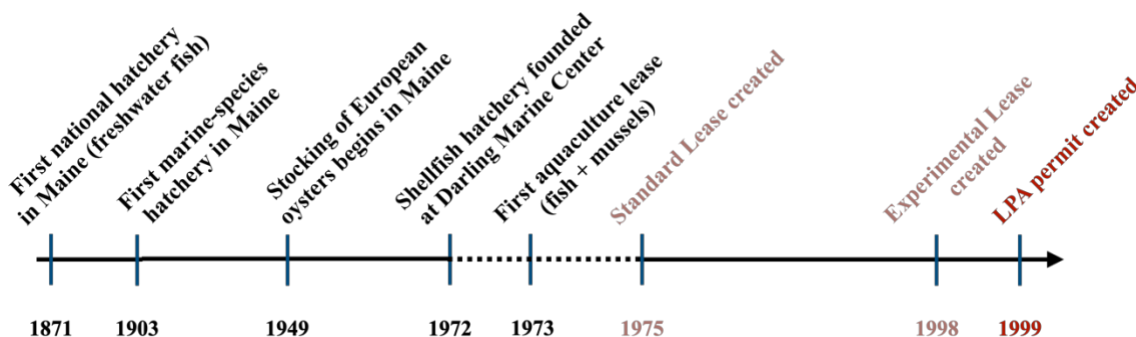 First national hatchery
in Maine (freshwater fish)
First marine-species
hatchery in Maine
Stocking of European
oysters begins in Maine
Shellfish hatchery founded
at Darling Marine Center
First aquaculture lease
(fish + mussels)
Standard Lease created
Experimental Lease
created
LPA permit created
1871
1903
1949
1972
1973
1975
1998
1999